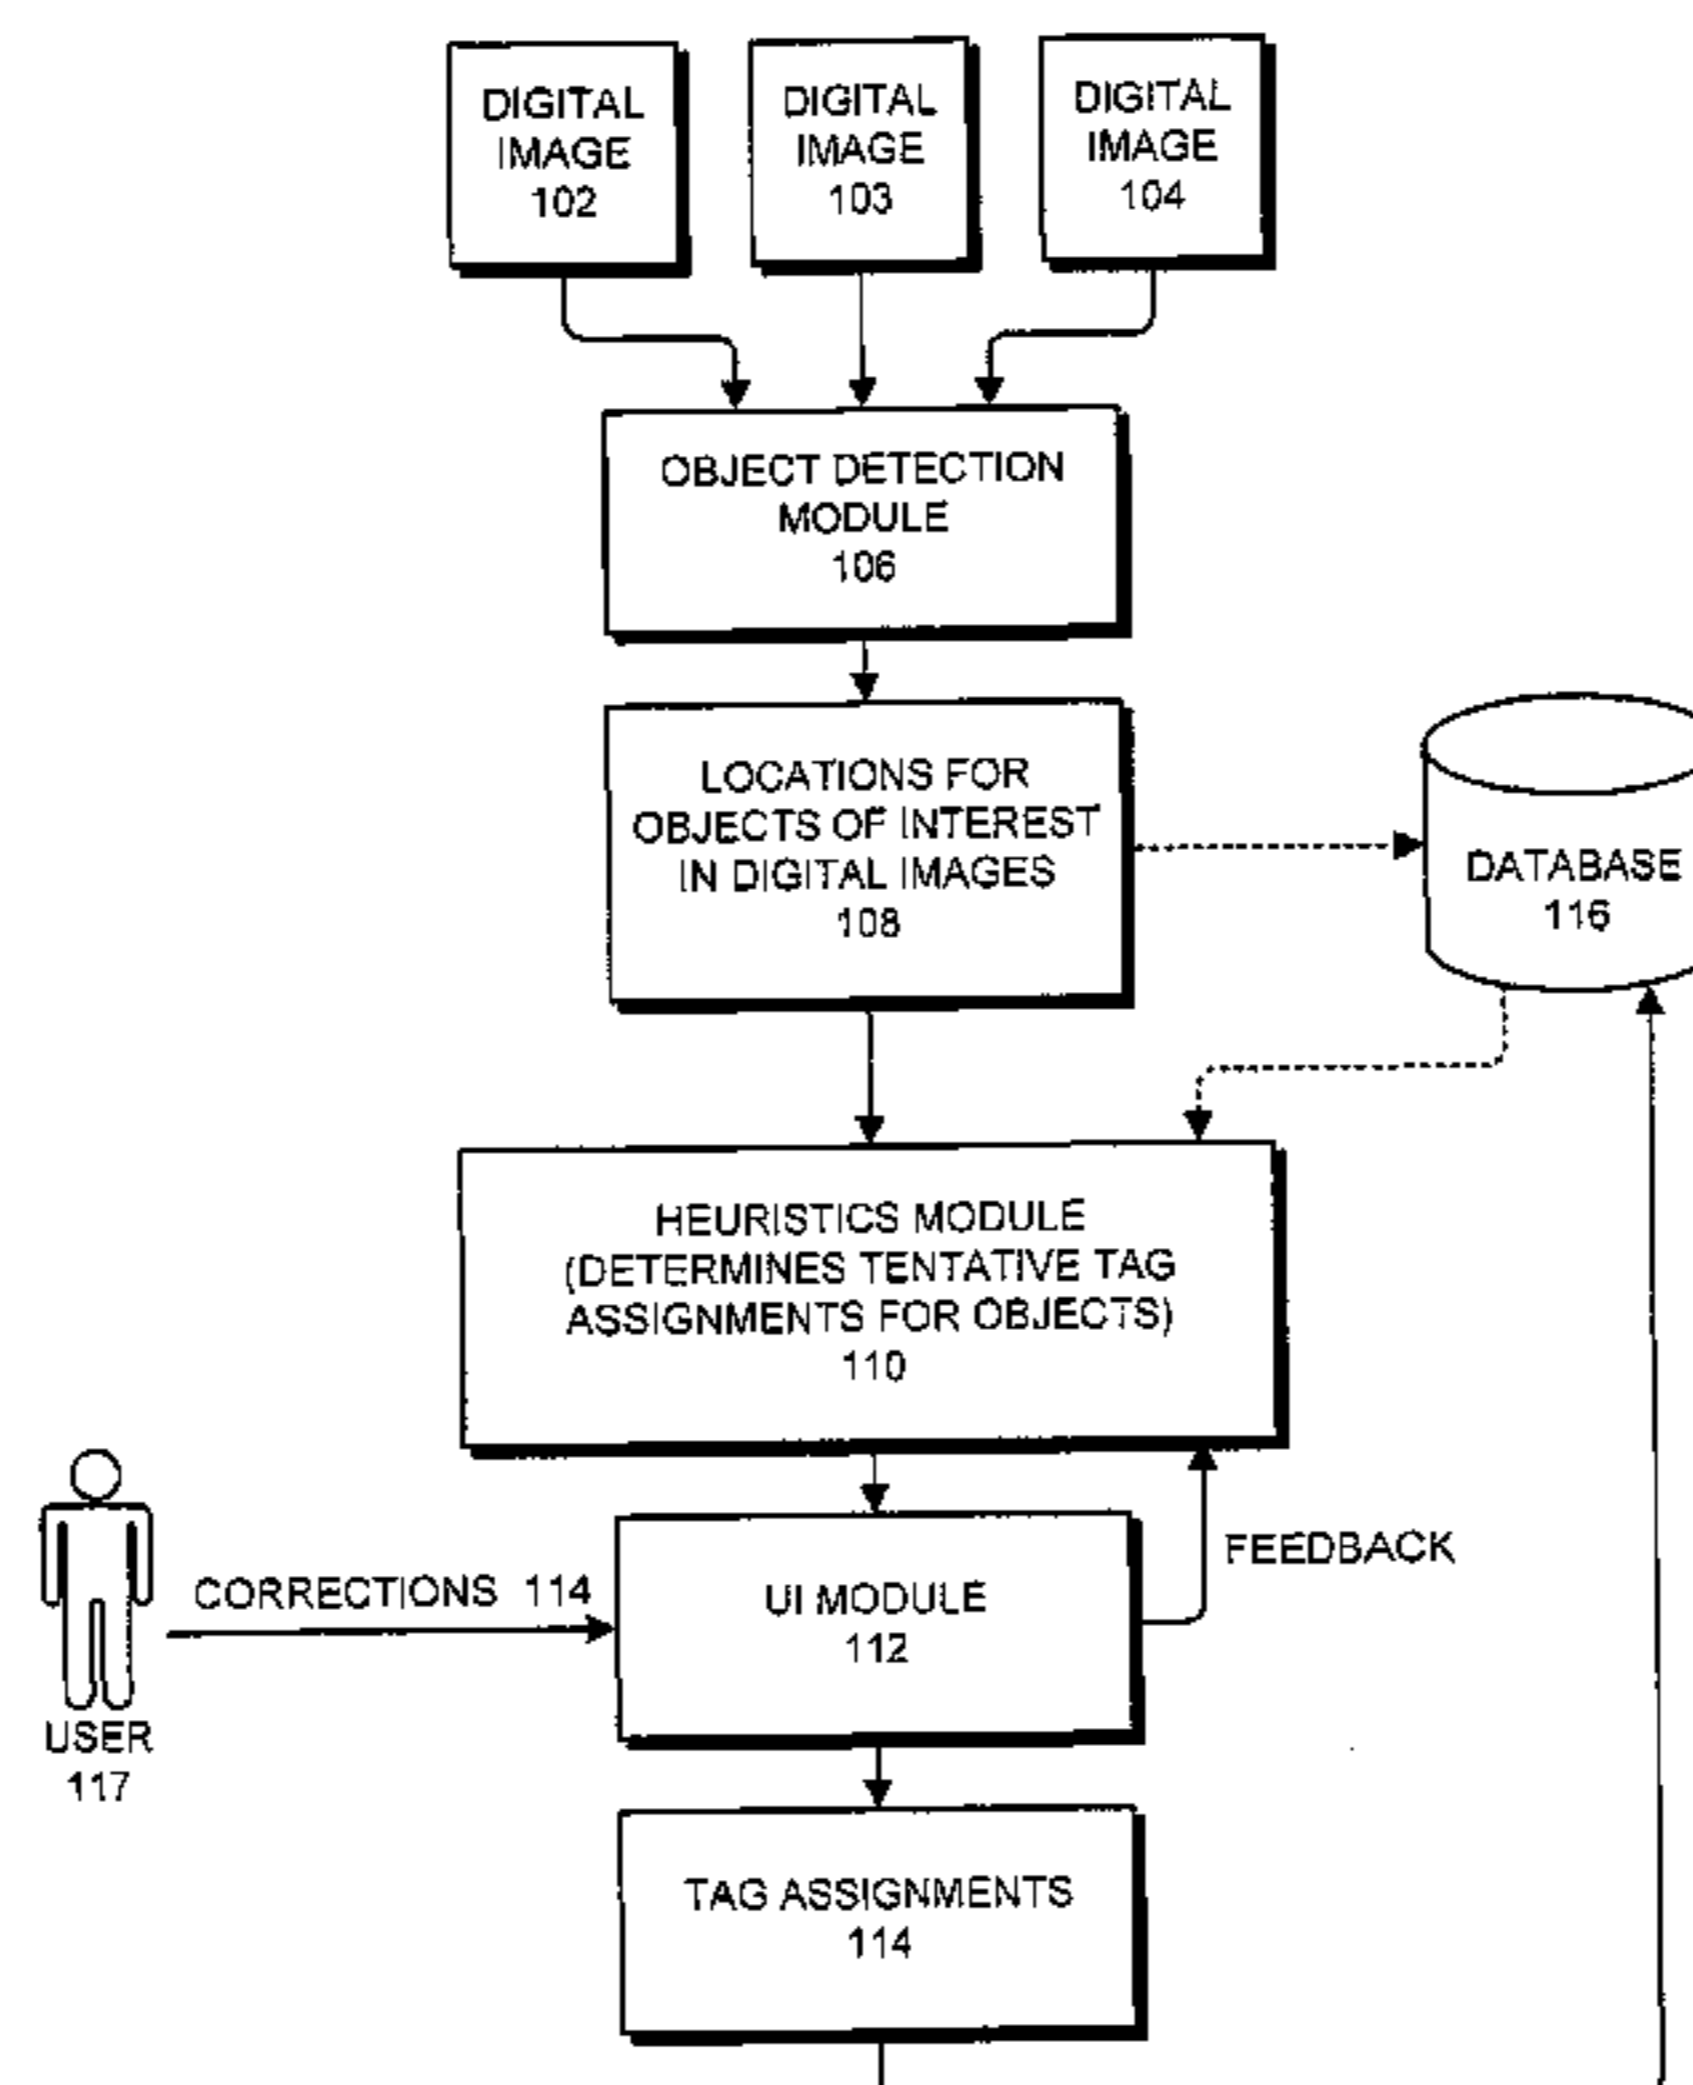 DIGITAL
IMAGE
102
DIGITAL
IMAGE
103
DIGITAL
IMAGE
104
OBJECT DETECTION
MODULE
106
LOCATIONS FOR
OBJECTS OF INTEREST
IN DIGITAL IMAGES
108
DATABASE
116
HEURISTICS MODULE
(DETERMINES TENTATIVE TAG
ASSIGNMENTS FOR OBJECTS)
110
FEEDBACK
CORRECTIONS 114
UI MODULE
112
USER
117
TAG ASSIGNMENTS
114